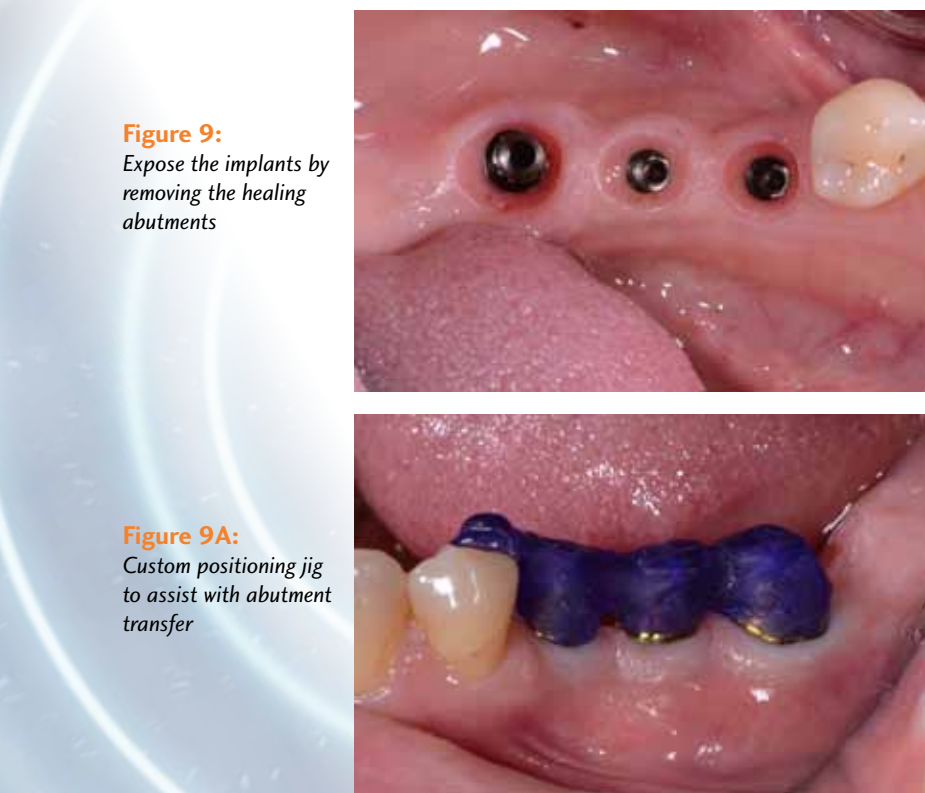 Figure 9:
Expose the implants by
removing the healing
abutments
Figure 9A:
Custom positioning jig
to assist with abutment
transfer